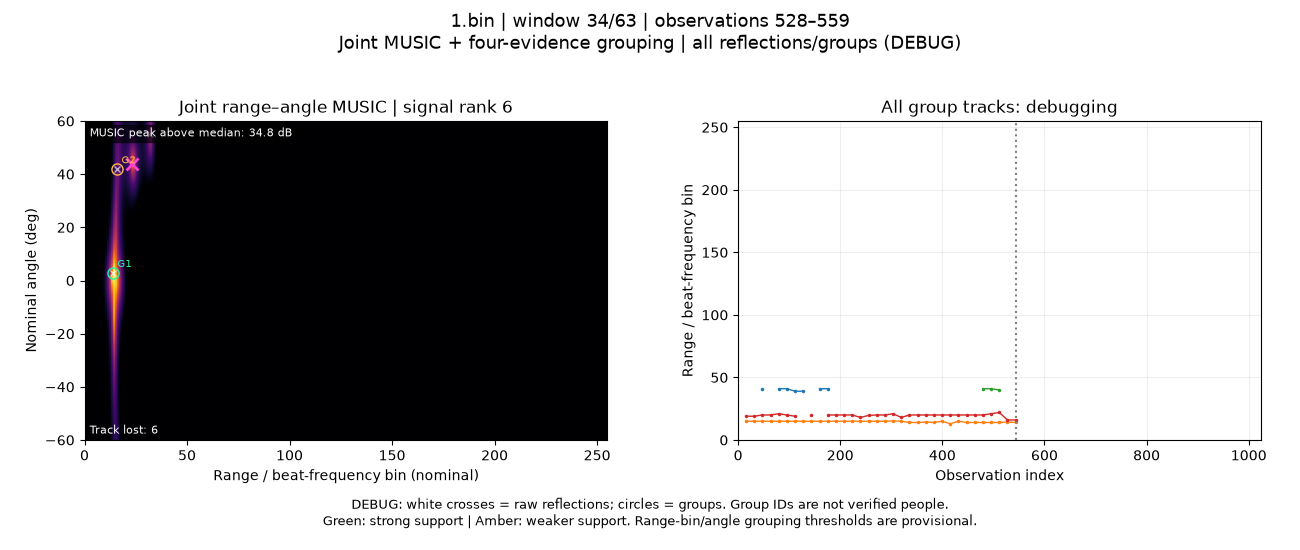 1.bin | window 34/63 | observations 528–559
Joint MUSIC + four-evidence grouping | all reflections/groups (DEBUG)
Joint range–angle MUSIC | signal rank 6
MUSIC peak above median: 34.8 dB
G2
G1
Track lost: 6
60
40
20
0
−20
−40
−60
Nominal angle (deg)
0
50
100
150
200
250
Range / beat-frequency bin (nominal)
All group tracks: debugging
250
200
150
100
50
0
Range / beat-frequency bin
0
200
400
600
800
1000
Observation index
DEBUG: white crosses = raw reflections; circles = groups. Group IDs are not verified people.
Green: strong support | Amber: weaker support. Range-bin/angle grouping thresholds are provisional.